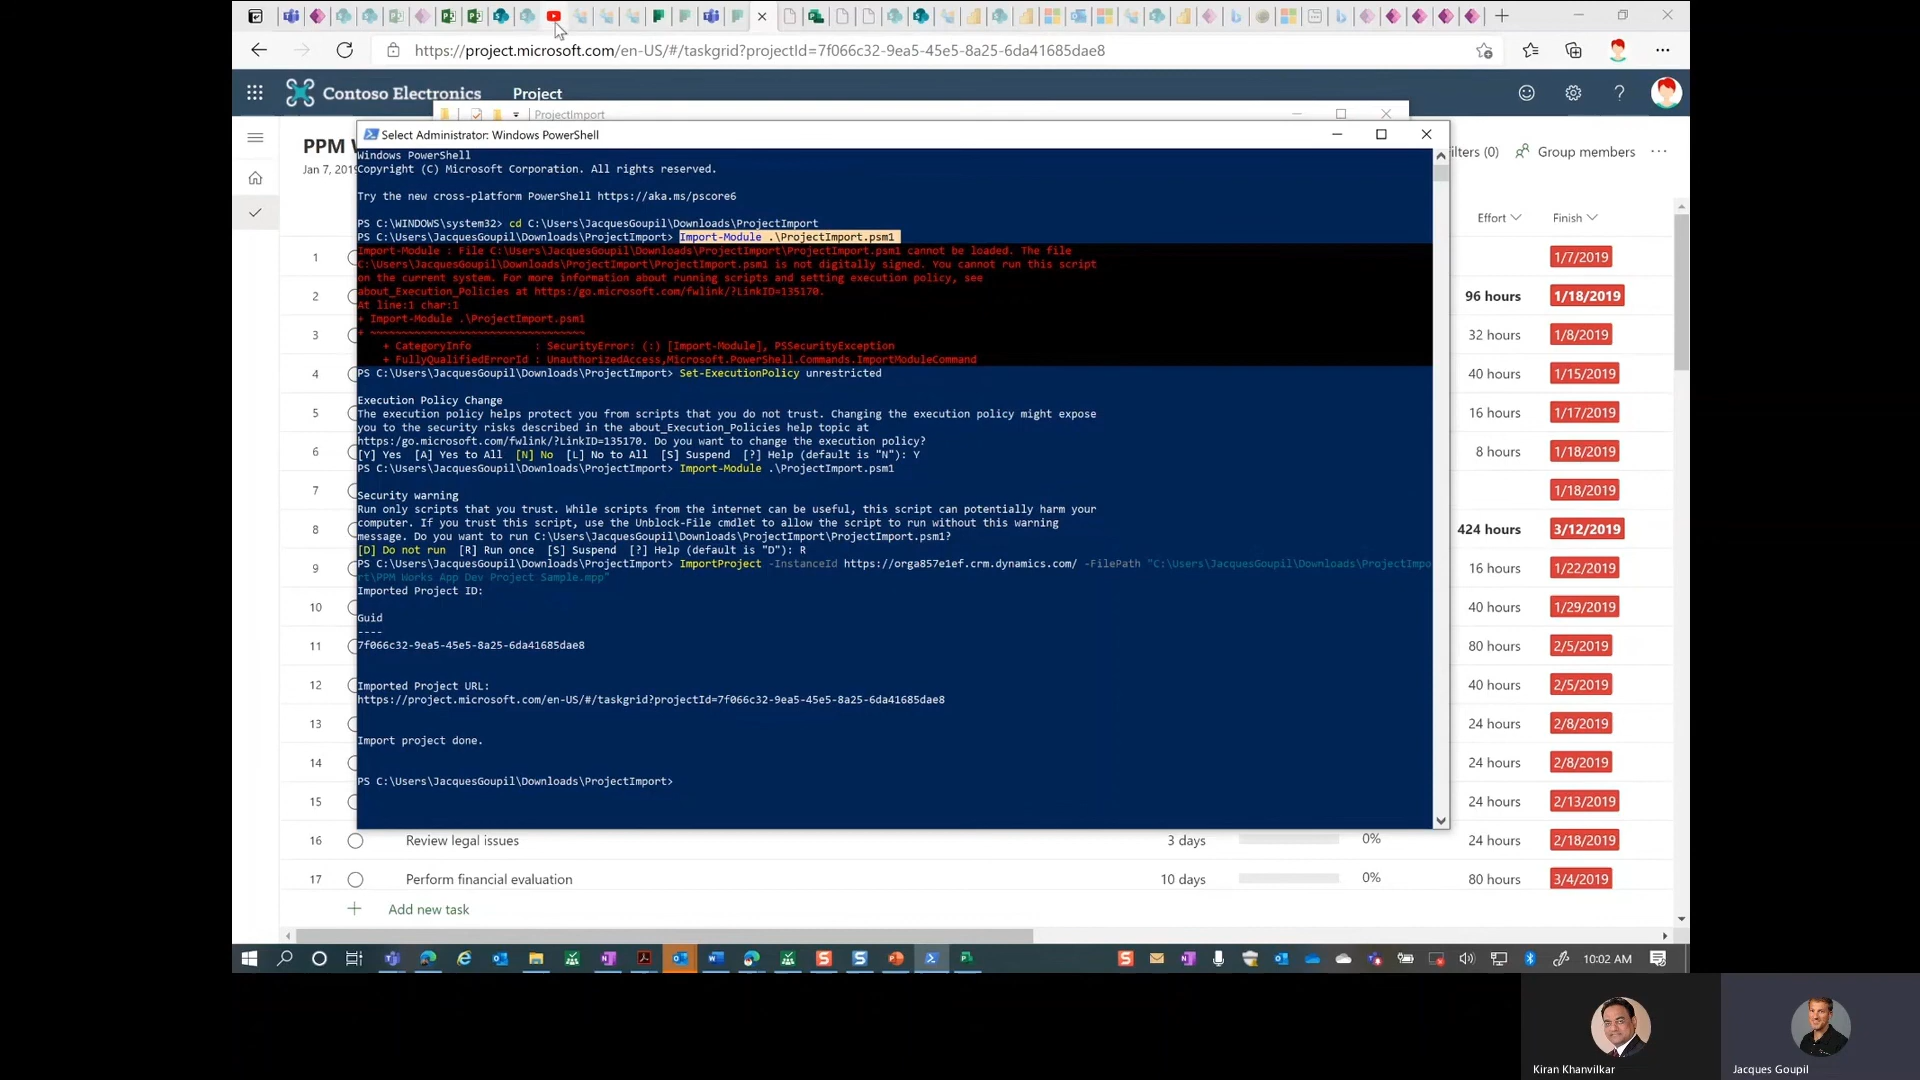 https://project.microsoft.com/en-US/#/taskgrid?projectId=7f066c32-9ea5-45e5-8a25-6da41685dae8
Contoso Electronics
Project
ProjectImport
Select Administrator: Windows PowerShell
PPM
Jan 7, 201
ilters (0)
Group members
Windows PowerShell
Copyright (C) Microsoft Corporation. All rights reserved.
Try the new cross-platform PowerShell https://aka.ms/pscore6
PS C:\WINDOWS\system32> cd C:\Users\JacquesGoupil\Downloads\ProjectImport
PS C:\Users\JacquesGoupil\Downloads\ProjectImport> Import-Module .\ProjectImport.psm1
Import-Module : File C:\Users\JacquesGoupil\Downloads\ProjectImport\ProjectImport.psm1 cannot be loaded. The file
C:\Users\JacquesGoupil\Downloads\ProjectImport\ProjectImport.psm1 is not digitally signed. You cannot run this script
on the current system. For more information about running scripts and setting execution policy, see
about_Execution_Policies at https:/go.microsoft.com/fwlink/?LinkID=135170.
At line:1 char:1
+ Import-Module .\ProjectImport.psm1
+ ~~~~~~~~~~~~~~~~~~~~~~~~~~~~~~~~~~
+ CategoryInfo : SecurityError: (:) [Import-Module], PSSecurityException
+ FullyQualifiedErrorId : UnauthorizedAccess,Microsoft.PowerShell.Commands.ImportModuleCommand
PS C:\Users\JacquesGoupil\Downloads\ProjectImport> Set-ExecutionPolicy unrestricted
Execution Policy Change
The execution policy helps protect you from scripts that you do not trust. Changing the execution policy might expose
you to the security risks described in the about_Execution_Policies help topic at
https:/go.microsoft.com/fwlink/?LinkID=135170. Do you want to change the execution policy?
[Y] Yes [A] Yes to All [N] No [L] No to All [S] Suspend [?] Help (default is "N"): Y
PS C:\Users\JacquesGoupil\Downloads\ProjectImport> Import-Module .\ProjectImport.psm1
Security warning
Run only scripts that you trust. While scripts from the internet can be useful, this script can potentially harm your
computer. If you trust this script, use the Unblock-File cmdlet to allow the script to run without this warning
message. Do you want to run C:\Users\JacquesGoupil\Downloads\ProjectImport\ProjectImport.psm1?
[D] Do not run [R] Run once [S] Suspend [?] Help (default is "D"): R
PS C:\Users\JacquesGoupil\Downloads\ProjectImport> ImportProject -InstanceId https://orga857e1ef.crm.dynamics.com/ -FilePath "C:\Users\JacquesGoupil\Downloads\ProjectImpo
rt\PPM Works App Dev Project Sample.mpp"
Imported Project ID:
Guid
----
7f066c32-9ea5-45e5-8a25-6da41685dae8
Imported Project URL:
https://project.microsoft.com/en-US/#/taskgrid?projectId=7f066c32-9ea5-45e5-8a25-6da41685dae8
Import project done.
PS C:\Users\JacquesGoupil\Downloads\ProjectImport>
Effort Finish
1 1/7/2019
2 96 hours 1/18/2019
3 32 hours 1/8/2019
4 40 hours 1/15/2019
5 16 hours 1/17/2019
6 8 hours 1/18/2019
7 1/18/2019
8 424 hours 3/12/2019
9 16 hours 1/22/2019
10 40 hours 1/29/2019
11 80 hours 2/5/2019
12 40 hours 2/5/2019
13 24 hours 2/8/2019
14 24 hours 2/8/2019
15 24 hours 2/13/2019
16 Review legal issues 3 days 0% 24 hours 2/18/2019
17 Perform financial evaluation 10 days 0% 80 hours 3/4/2019
Add new task
10:02 AM
Kiran Khanvilkar
Jacques Goupil